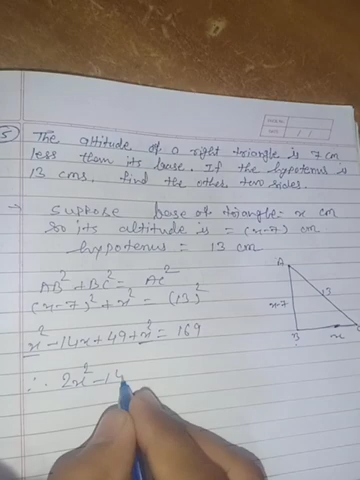 5) The altitude of a right triangle is 7 cm
less them its base. If the hypotenus is
13 cms. find the other two sides.
→ Suppose base of triangle = x cm
So its altitude is = (x-7) cm
hypotenus = 13 cm
AB² + BC² = AC²
(x-7)² + x² = (13)²
x² - 14x + 49 + x² = 169
∴ 2x² - 14
A
x-7
13
B
x